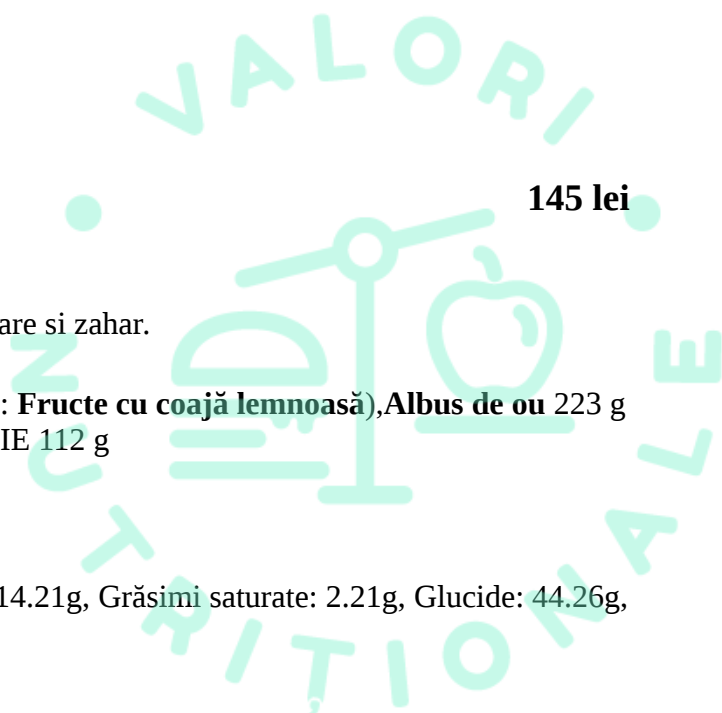 VALORI
145 lei
are si zahar.
: Fructe cu coajă lemnoasă),Albus de ou 223 g
IE 112 g
14.21g, Grăsimi saturate: 2.21g, Glucide: 44.26g,
NUTRITIONALE